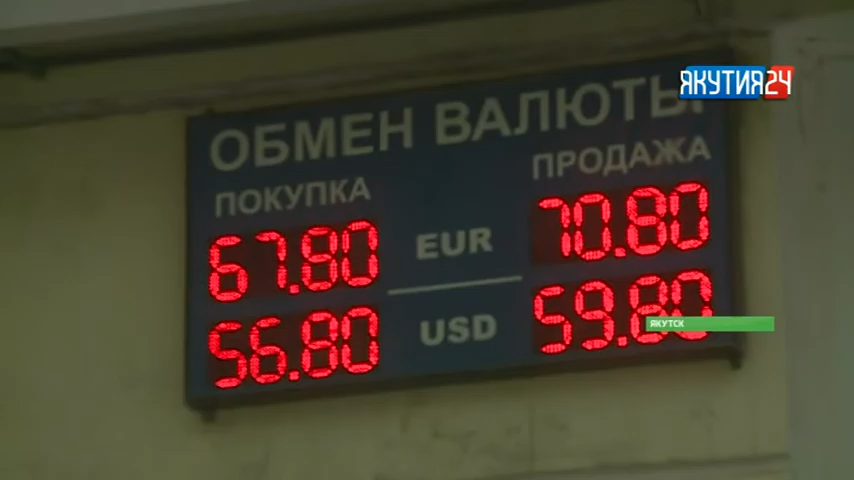 ЯКУТИЯ24
ОБМЕН ВАЛЮТЫ
ПОКУПКА ПРОДАЖА
67.80 EUR 70.80
56.80 USD 59.80
ЯКУТСК